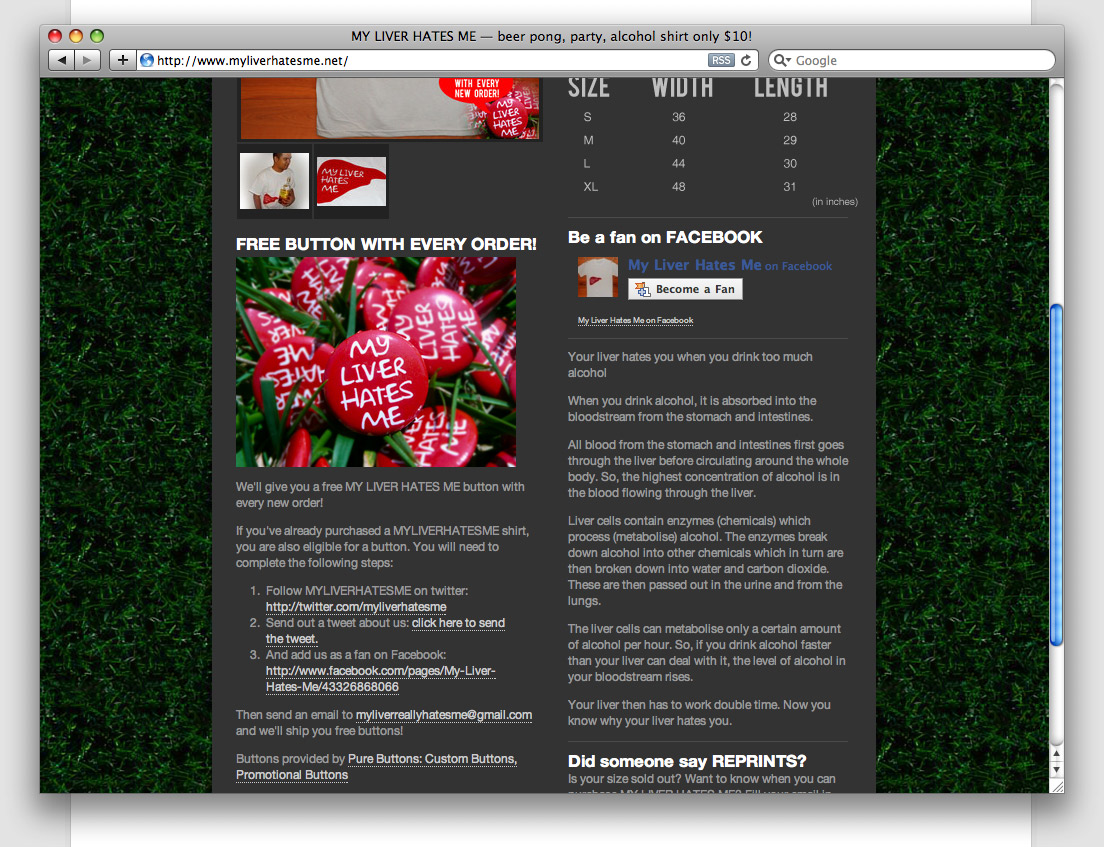 MY LIVER HATES ME — beer pong, party, alcohol shirt only $10!
http://www.myliverhatesme.net/
RSS
Google
WITH EVERY
NEW ORDER!
MY
LIVER
HATES
ME
MY LIVER
HATES
ME
FREE BUTTON WITH EVERY ORDER!
MY
LIVER
HATES
ME
We'll give you a free MY LIVER HATES ME button with
every new order!
If you've already purchased a MYLIVERHATESME shirt,
you are also eligible for a button. You will need to
complete the following steps:
1. Follow MYLIVERHATESME on twitter:
http://twitter.com/myliverhatesme
2. Send out a tweet about us: click here to send
the tweet.
3. And add us as a fan on Facebook:
http://www.facebook.com/pages/My-Liver-
Hates-Me/43326868066
Then send an email to myliverreallyhatesme@gmail.com
and we'll ship you free buttons!
Buttons provided by Pure Buttons: Custom Buttons,
Promotional Buttons
SIZE WIDTH LENGTH
S 36 28
M 40 29
L 44 30
XL 48 31
(in inches)
Be a fan on FACEBOOK
My Liver Hates Me on Facebook
Become a Fan
My Liver Hates Me on Facebook
Your liver hates you when you drink too much
alcohol
When you drink alcohol, it is absorbed into the
bloodstream from the stomach and intestines.
All blood from the stomach and intestines first goes
through the liver before circulating around the whole
body. So, the highest concentration of alcohol is in
the blood flowing through the liver.
Liver cells contain enzymes (chemicals) which
process (metabolise) alcohol. The enzymes break
down alcohol into other chemicals which in turn are
then broken down into water and carbon dioxide.
These are then passed out in the urine and from the
lungs.
The liver cells can metabolise only a certain amount
of alcohol per hour. So, if you drink alcohol faster
than your liver can deal with it, the level of alcohol in
your bloodstream rises.
Your liver then has to work double time. Now you
know why your liver hates you.
Did someone say REPRINTS?
Is your size sold out? Want to know when you can
purchase MY LIVER HATES ME? Fill your email in